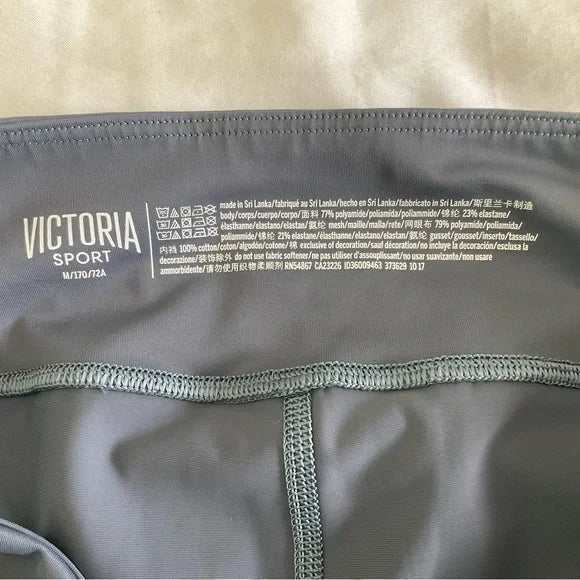 VICTORIA
SPORT
M/170/72A
made in Sri Lanka/fabriqué au Sri Lanka/hecho en Sri Lanka/fabbricato in Sri Lanka/斯里兰卡制造
body/corps/cuerpo/corpo/面料 77% polyamide/poliamida/poliammide/锦纶 23% elastane/
élasthanne/elastano/elastan/氨纶 mesh/maille/malla/rete/网眼布 79% polyamide/poliamida/
poliammide/锦纶 21% elastane/élasthanne/elastano/elastan/氨纶 gusset/gousset/inserto/tassello/
内裆 100% cotton/coton/algodón/cotone/棉 exclusive of decoration/sauf décoration/no incluye la decoración/esclusa la
decorazione/装饰除外 do not use fabric softener/ne pas utiliser d'assouplissant/no usar suavizante/non usare
ammorbidente/请勿使用织物柔顺剂 RN54867 CA23226 ID36009463 373629 10 17